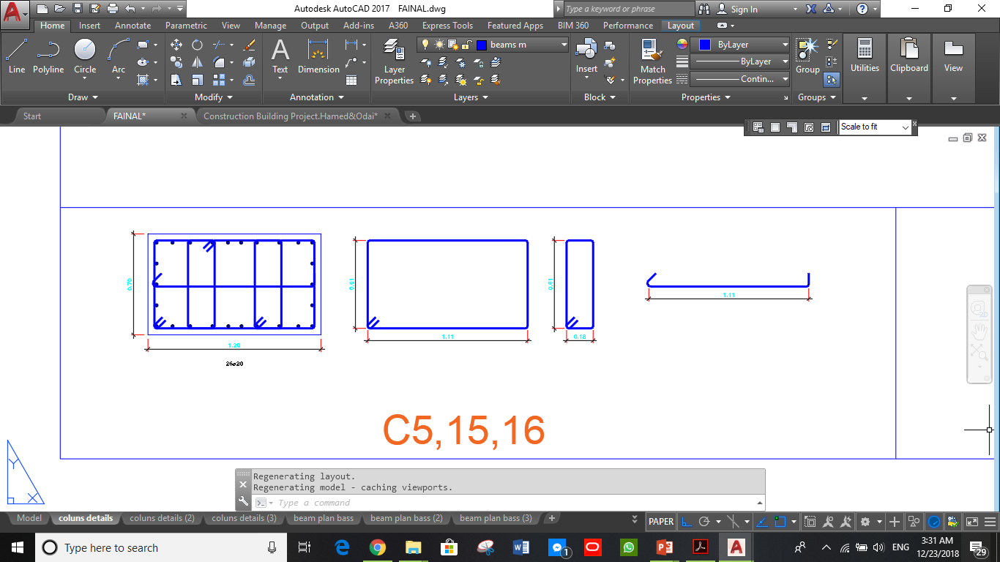 Autodesk AutoCAD 2017 FAINAL.dwg
Type a keyword or phrase
Sign In
Home Insert Annotate Parametric View Manage Output Add-ins A360 Express Tools Featured Apps BIM 360 Performance Layout
Line Polyline Circle Arc
Text Dimension
Layer Properties
beams m
Insert
Match Properties
ByLayer
ByLayer
Contin...
Group
Utilities
Clipboard
View
Draw Modify Annotation Layers Block Properties Groups
Start FAINAL* Construction Building Project.Hamed&Odai*
Scale to fit
0.70
1.20
26ø20
0.61
1.11
0.61
0.18
1.11
C5,15,16
2D
Y
X
Regenerating layout.
Regenerating model - caching viewports.
Type a command
Model coluns details coluns details (2) coluns details (3) beam plan bass beam plan bass (2) beam plan bass (3)
PAPER
Type here to search
1
ENG
3:31 AM
12/23/2018
29